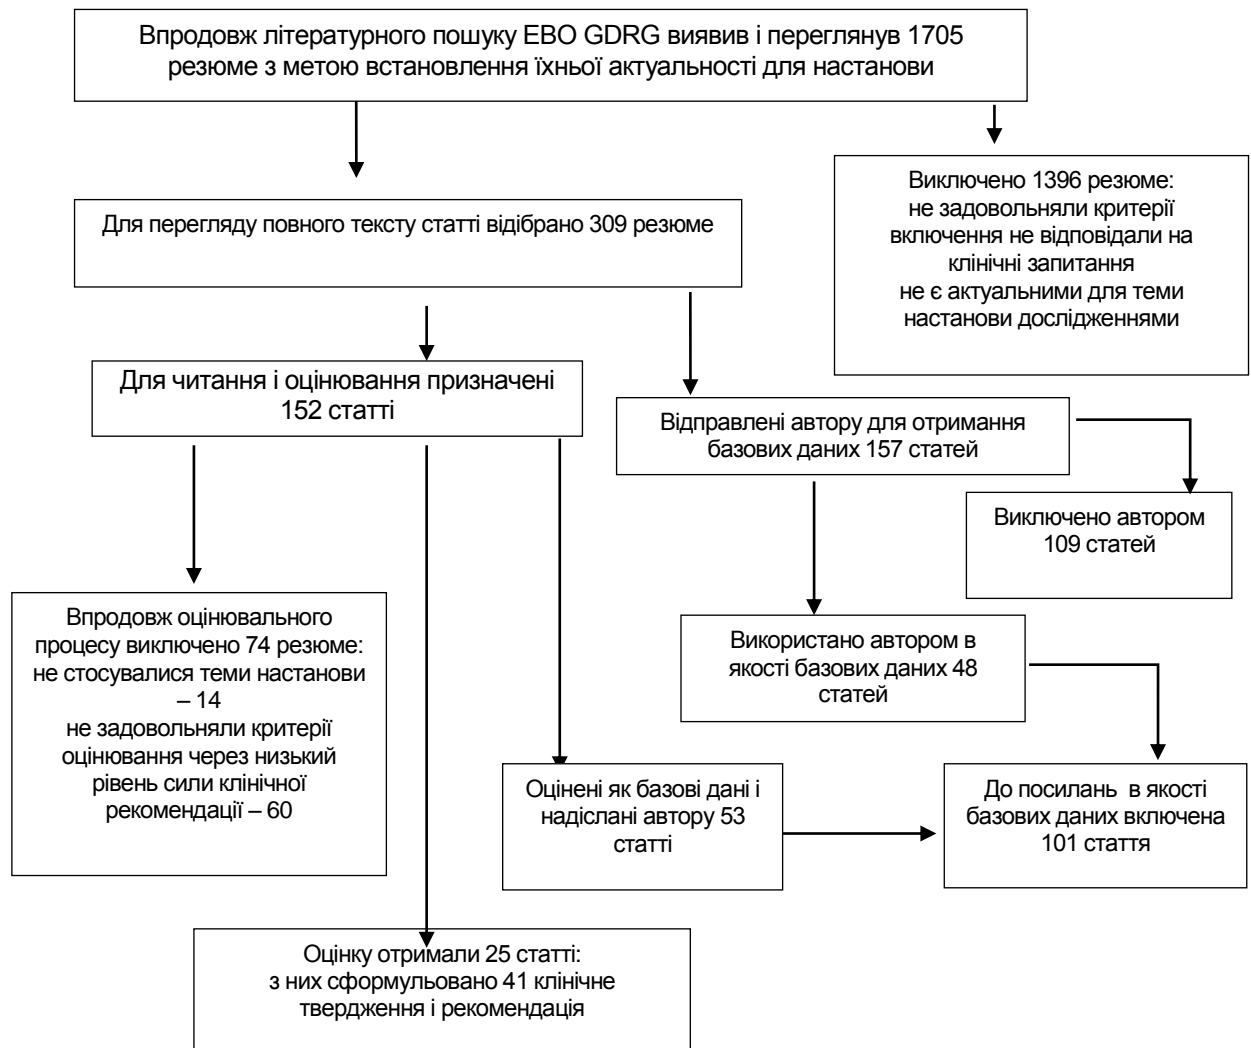 Впродовж літературного пошуку EBO GDRG виявив і переглянув 1705
резюме з метою встановлення їхньої актуальності для настанови
Виключено 1396 резюме:
не задовольняли критерії
включення не відповідали на
клінічні запитання
не є актуальними для теми
настанови дослідженнями
Для перегляду повного тексту статті відібрано 309 резюме
Для читання і оцінювання призначені
152 статті
Відправлені автору для отримання
базових даних 157 статей
Виключено автором
109 статей
Впродовж оцінювального
процесу виключено 74 резюме:
не стосувалися теми настанови
– 14
не задовольняли критерії
оцінювання через низький
рівень сили клінічної
рекомендації – 60
Використано автором в
якості базових даних 48
статей
Оцінені як базові дані і
надіслані автору 53
статті
До посилань в якості
базових даних включена
101 стаття
Оцінку отримали 25 статті:
з них сформульовано 41 клінічне
твердження і рекомендація